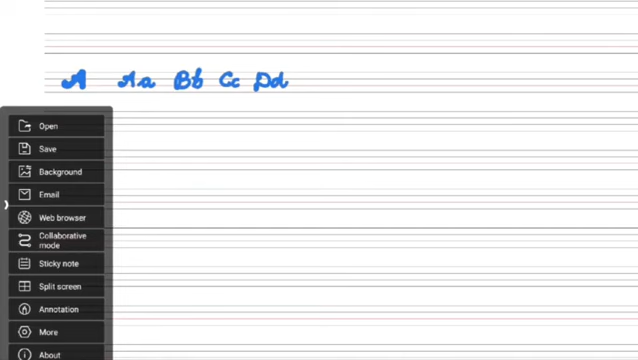 A Aa Bb Cc Dd
Open
Save
Background
Email
Web browser
Collaborative
mode
Sticky note
Split screen
Annotation
More
About